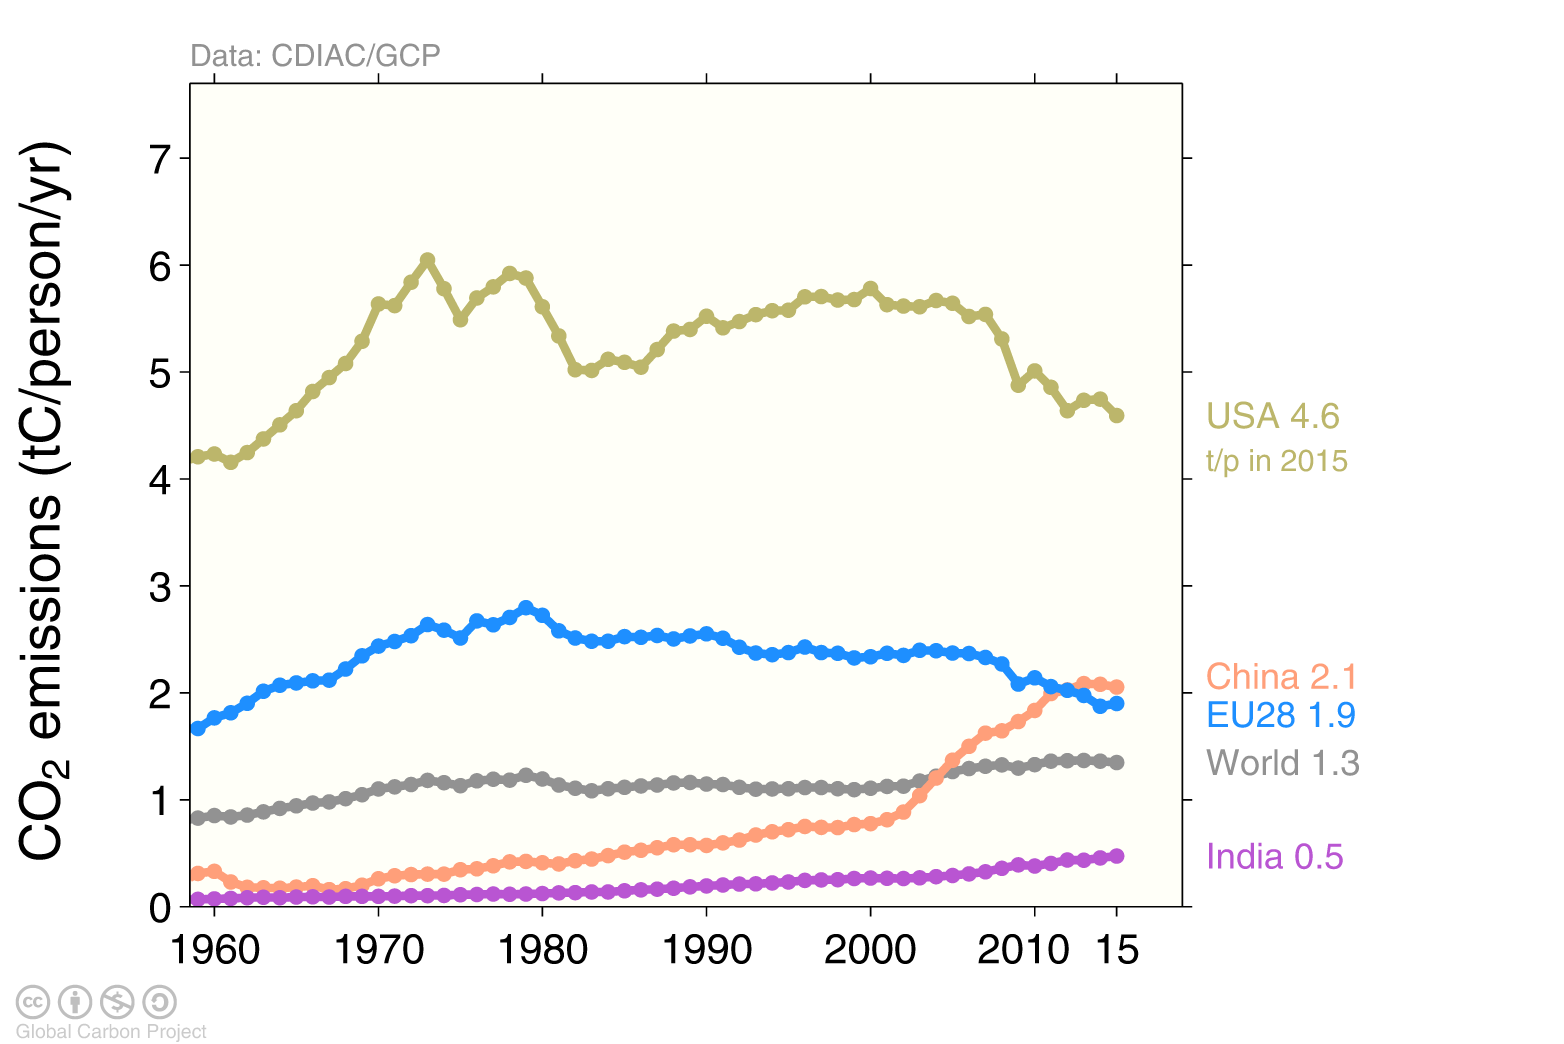 Data: CDIAC/GCP
CO₂ emissions (tC/person/yr)
7
6
5
4
3
2
1
0
1960 1970 1980 1990 2000 2010 15
USA 4.6
t/p in 2015
China 2.1
EU28 1.9
World 1.3
India 0.5
cc
Global Carbon Project